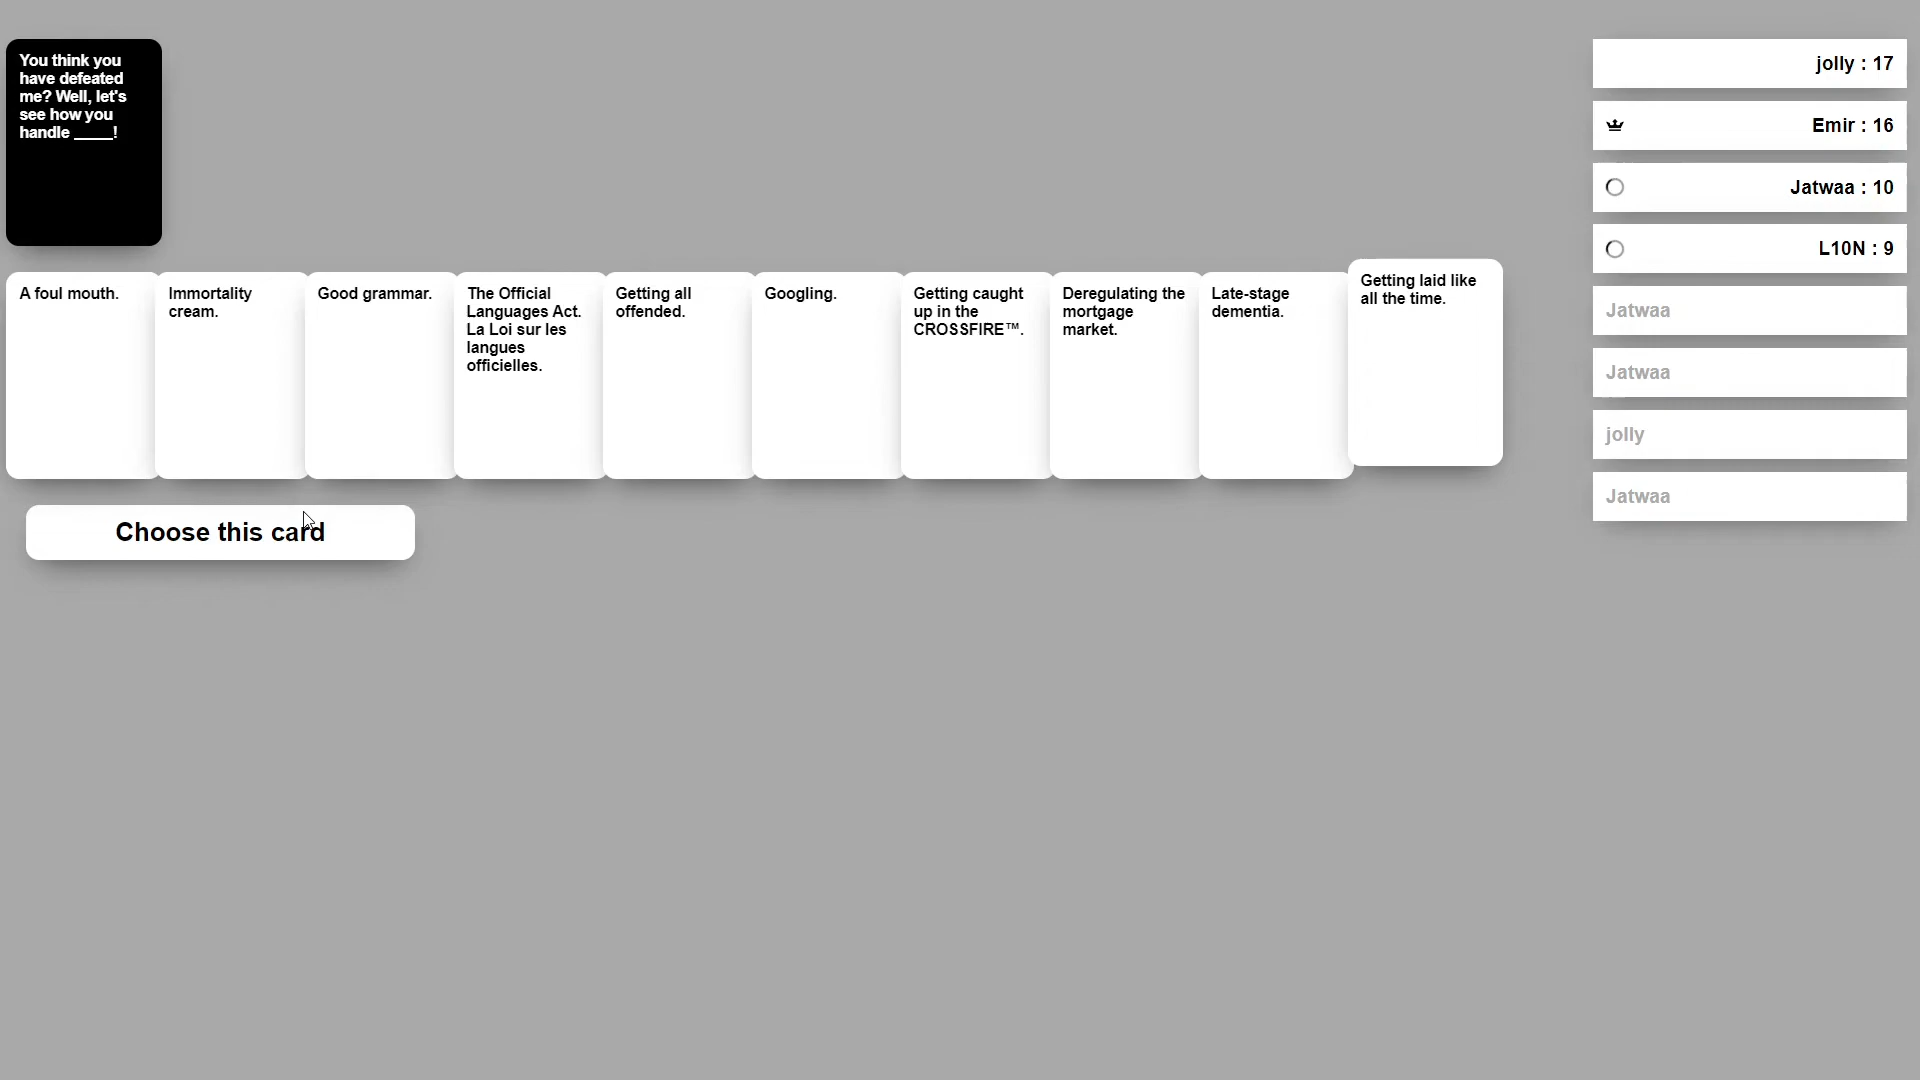 You think you
have defeated
me? Well, let's
see how you
handle _____!
A foul mouth.
Immortality
cream.
Good grammar.
The Official
Languages Act.
La Loi sur les
langues
officielles.
Getting all
offended.
Googling.
Getting caught
up in the
CROSSFIRE™.
Deregulating the
mortgage
market.
Late-stage
dementia.
Getting laid like
all the time.
Choose this card
jolly : 17
Emir : 16
Jatwaa : 10
L10N : 9
Jatwaa
Jatwaa
jolly
Jatwaa